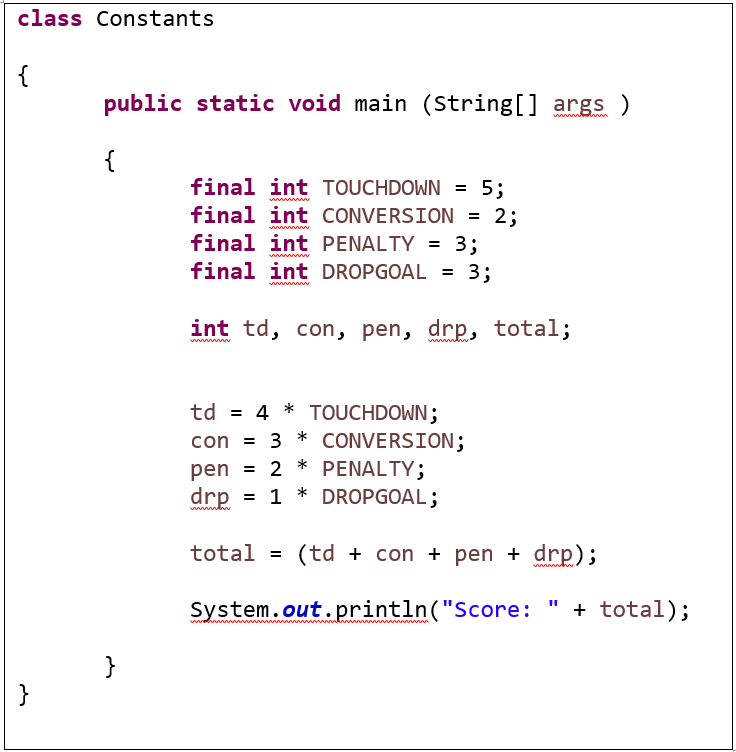 class Constants
{
public static void main (String[] args )
{
final int TOUCHDOWN = 5;
final int CONVERSION = 2;
final int PENALTY = 3;
final int DROPGOAL = 3;
int td, con, pen, drp, total;
td = 4 * TOUCHDOWN;
con = 3 * CONVERSION;
pen = 2 * PENALTY;
drp = 1 * DROPGOAL;
total = (td + con + pen + drp);
System.out.println("Score: " + total);
}
}